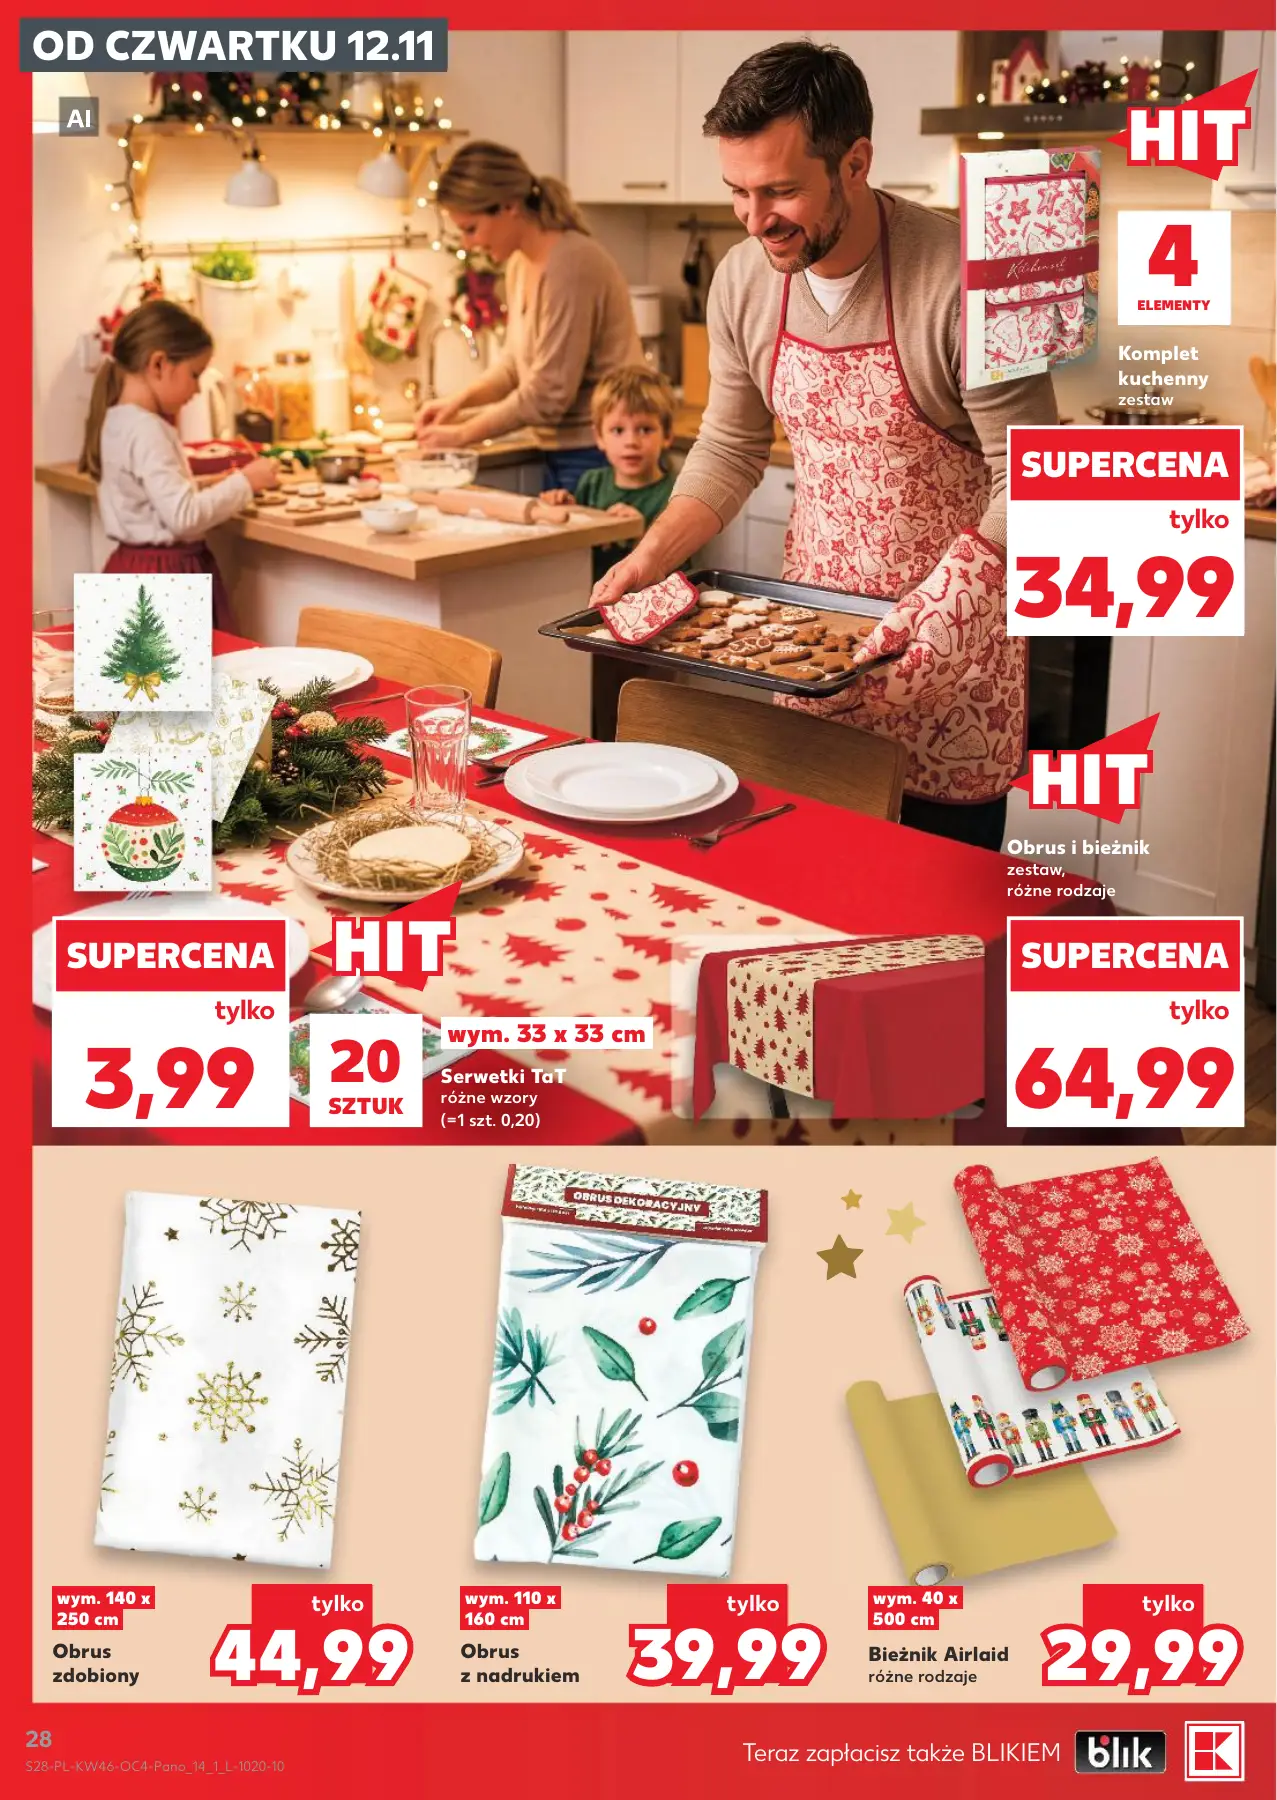 OD CZWARTKU 12.11
AI
HIT
Küchenset
4
ELEMENTY
Komplet
kuchenny
zestaw
SUPERCENA
tylko
34,99
HIT
Obrus i bieżnik
zestaw,
różne rodzaje
SUPERCENA
tylko
64,99
SUPERCENA
tylko
3,99
HIT
20
SZTUK
wym. 33 x 33 cm
Serwetki TaT
różne wzory
(=1 szt. 0,20)
OBRUS DEKORACYJNY
wym. 140 x
250 cm
Obrus
zdobiony
tylko
44,99
wym. 110 x
160 cm
Obrus
z nadrukiem
tylko
39,99
wym. 40 x
500 cm
Bieżnik Airlaid
różne rodzaje
tylko
29,99
28
S28-PL-KW46-OC4-Pano_14_1_L-1020-10
Teraz zapłacisz także BLIKIEM
blik
K